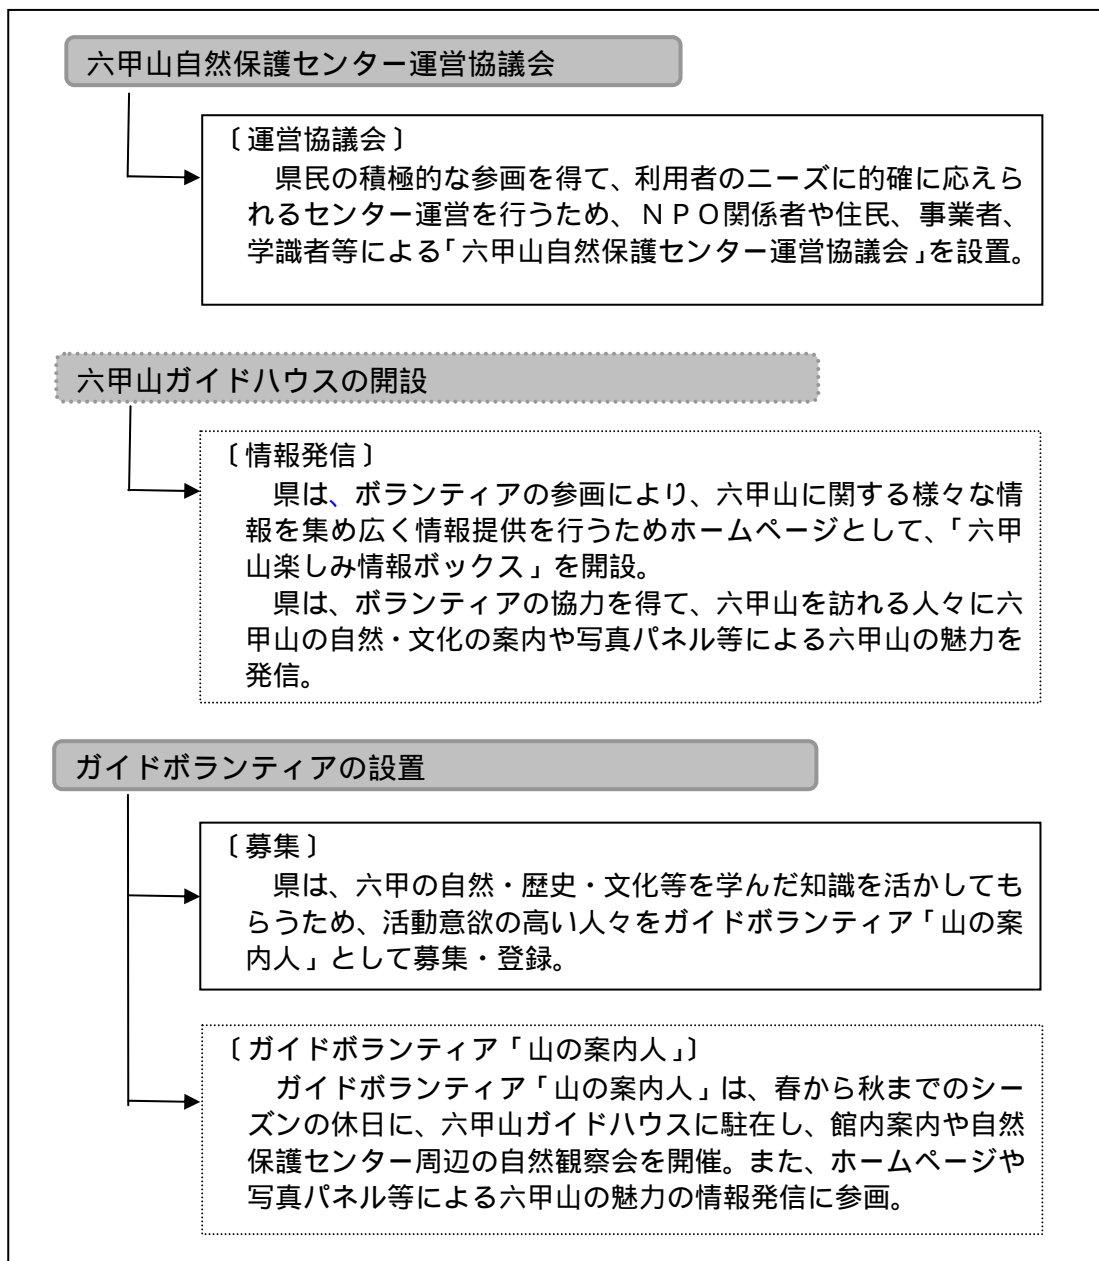 六甲山自然保護センター運営協議会
〔運営協議会〕
県民の積極的な参画を得て、利用者のニーズに的確に応えら
れるセンター運営を行うため、ＮＰＯ関係者や住民、事業者、
学識者等による「六甲山自然保護センター運営協議会」を設置。
六甲山ガイドハウスの開設
〔情報発信〕
県は、ボランティアの参画により、六甲山に関する様々な情
報を集め広く情報提供を行うためホームページとして、「六甲
山楽しみ情報ボックス」を開設。
県は、ボランティアの協力を得て、六甲山を訪れる人々に六
甲山の自然・文化の案内や写真パネル等による六甲山の魅力を
発信。
ガイドボランティアの設置
〔募集〕
県は、六甲の自然・歴史・文化等を学んだ知識を活かしても
らうため、活動意欲の高い人々をガイドボランティア「山の案
内人」として募集・登録。
〔ガイドボランティア「山の案内人」〕
ガイドボランティア「山の案内人」は、春から秋までのシー
ズンの休日に、六甲山ガイドハウスに駐在し、館内案内や自然
保護センター周辺の自然観察会を開催。また、ホームページや
写真パネル等による六甲山の魅力の情報発信に参画。